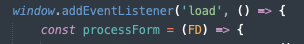 window.addEventListener('load', () => {
    const processForm = (FD) => {